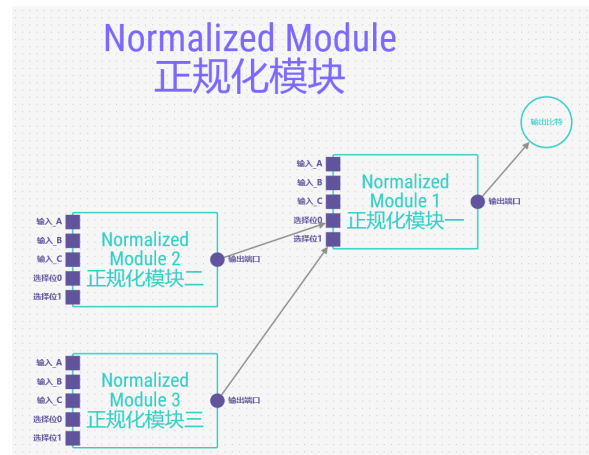 Normalized Module
正规化模块
输出比特
输入_A
输入_B
输入_C
选择位0
选择位1
Normalized
Module 1
正规化模块一
输出端口
输入_A
输入_B
输入_C
选择位0
选择位1
Normalized
Module 2
正规化模块二
输出端口
输入_A
输入_B
输入_C
选择位0
选择位1
Normalized
Module 3
正规化模块三
输出端口